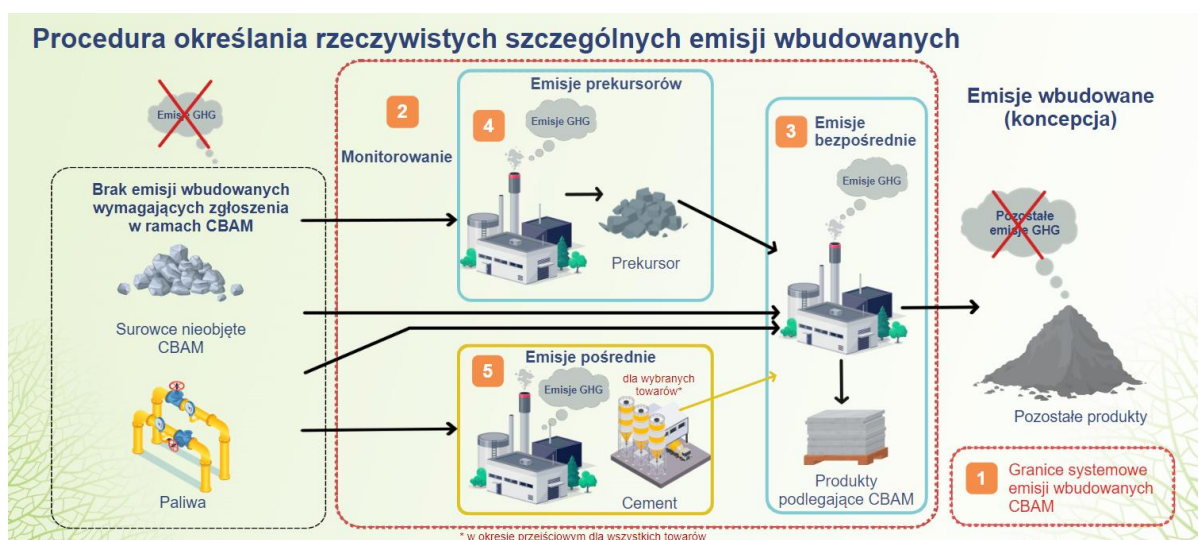 Procedura określania rzeczywistych szczególnych emisji wbudowanych
Emisje GHG
Brak emisji wbudowanych
wymagających zgłoszenia
w ramach CBAM
Surowce nieobjęte
CBAM
Paliwa
2
Monitorowanie
Emisje prekursorów
4
Emisje GHG
Prekursor
5
Emisje pośrednie
Emisje GHG
dla wybranych
towarów*
Cement
3
Emisje
bezpośrednie
Emisje GHG
Produkty
podlegające CBAM
* w okresie przejściowym dla wszystkich towarów
Emisje wbudowane
(koncepcja)
Pozostałe
emisje GHG
Pozostałe produkty
1
Granice systemowe
emisji wbudowanych
CBAM